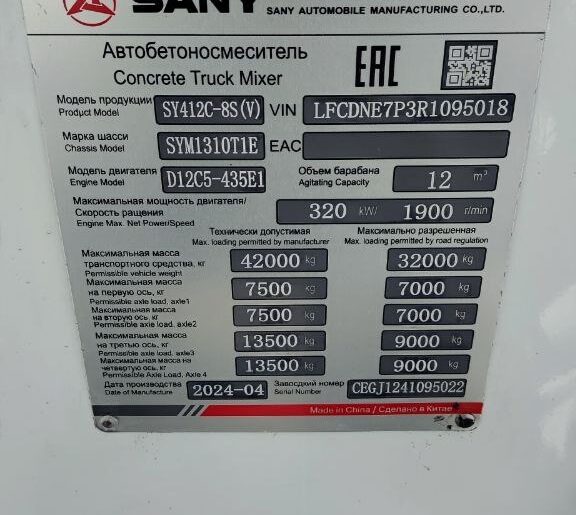 SANY
SANY AUTOMOBILE MANUFACTURING CO.,LTD.
Автобетоносмеситель
Concrete Truck Mixer
EAC
Модель продукции
Product Model
SY412C-8S(V)
VIN
LFCDNE7P3R1095018
Марка шасси
Chassis Model
SYM1310T1E
EAC
Модель двигателя
Engine Model
D12C5-435E1
Объем барабана
Agitating Capacity
12 m³
Максимальная мощность двигателя/
Скорость ращения
Engine Max. Net Power/Speed
320 kW/ 1900 r/min
Технически допустимая
Max. loading permitted by manufacturer
Максимально разрешенная
Max. loading permitted by road regulation
Максимальная масса
транспортного средства, кг
Permissible vehicle weight
42000 kg
32000 kg
Максимальная масса
на первую ось, кг
Permissible axle load, axle1
7500 kg
7000 kg
Максимальная масса
на вторую ось, кг
Permissible axle load, axle2
7500 kg
7000 kg
Максимальная масса
на третью ось, кг
Permissible axle load, axle3
13500 kg
9000 kg
Максимальная масса на
четвертую ось, кг
Permissible Axle Load, Axle 4
13500 kg
9000 kg
Дата производства
Date of Manufacture
2024-04
Заводский номер
Serial Number
CEGJ1241095022
Made in China / Сделано в Китае